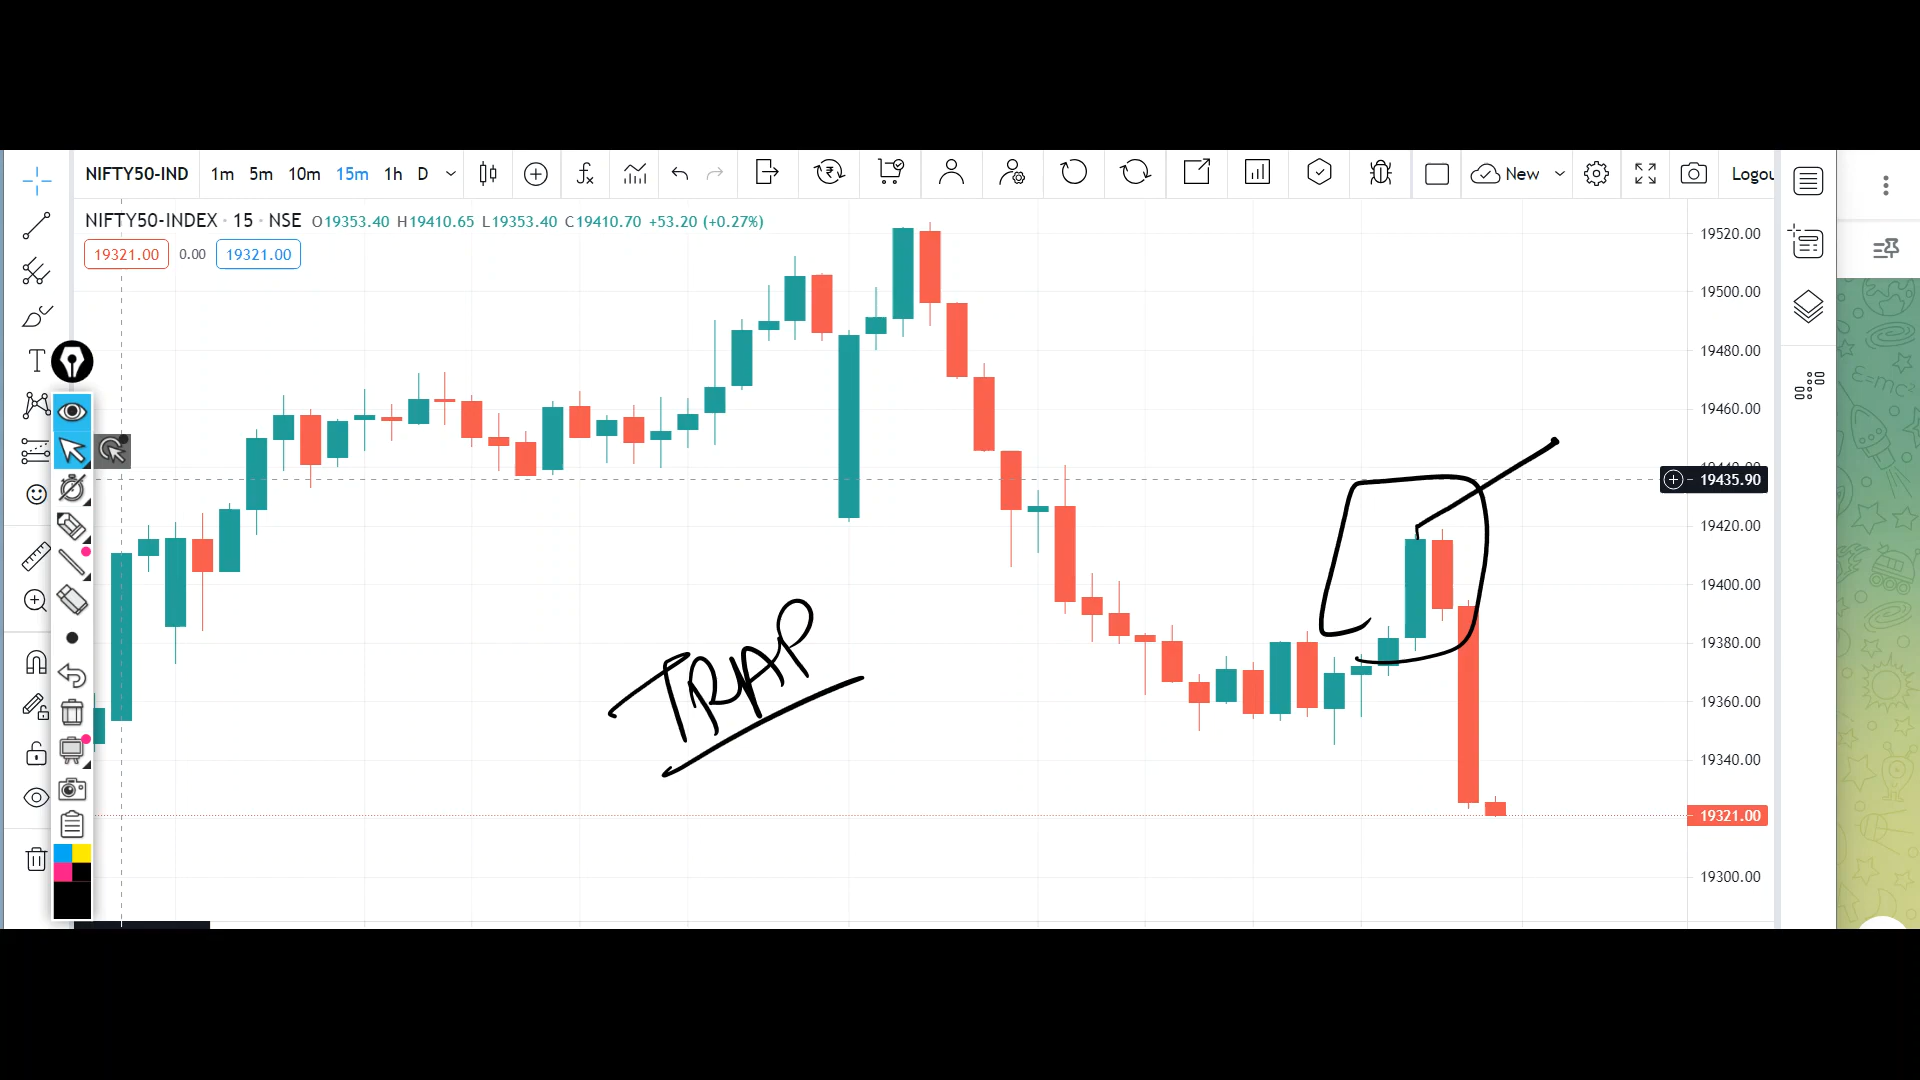 NIFTY50-IND 1m 5m 10m 15m 1h D New Logou
NIFTY50-INDEX · 15 · NSE O19353.40 H19410.65 L19353.40 C19410.70 +53.20 (+0.27%)
19321.00 0.00 19321.00
T
TRAP
19520.00
19500.00
19480.00
19460.00
19440.00
19435.90
19420.00
19400.00
19380.00
19360.00
19340.00
19321.00
19300.00